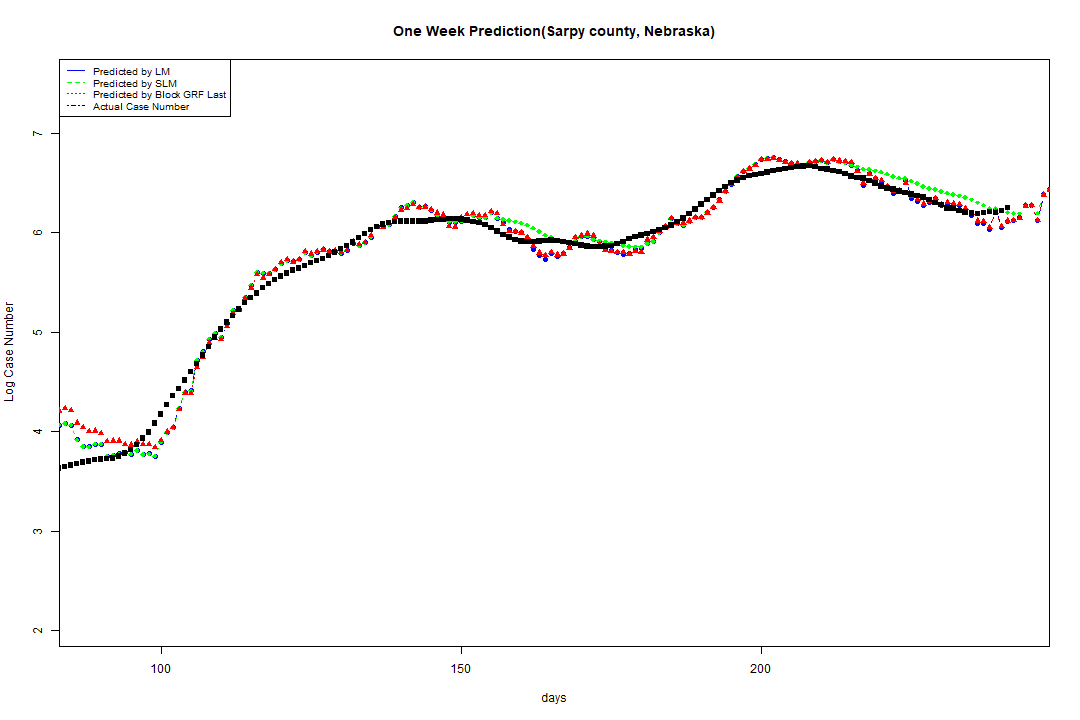 One Week Prediction(Sarpy county, Nebraska)
Predicted by LM
Predicted by SLM
Predicted by Block GRF Last
Actual Case Number
7
6
5
4
3
2
Log Case Number
100 150 200
days